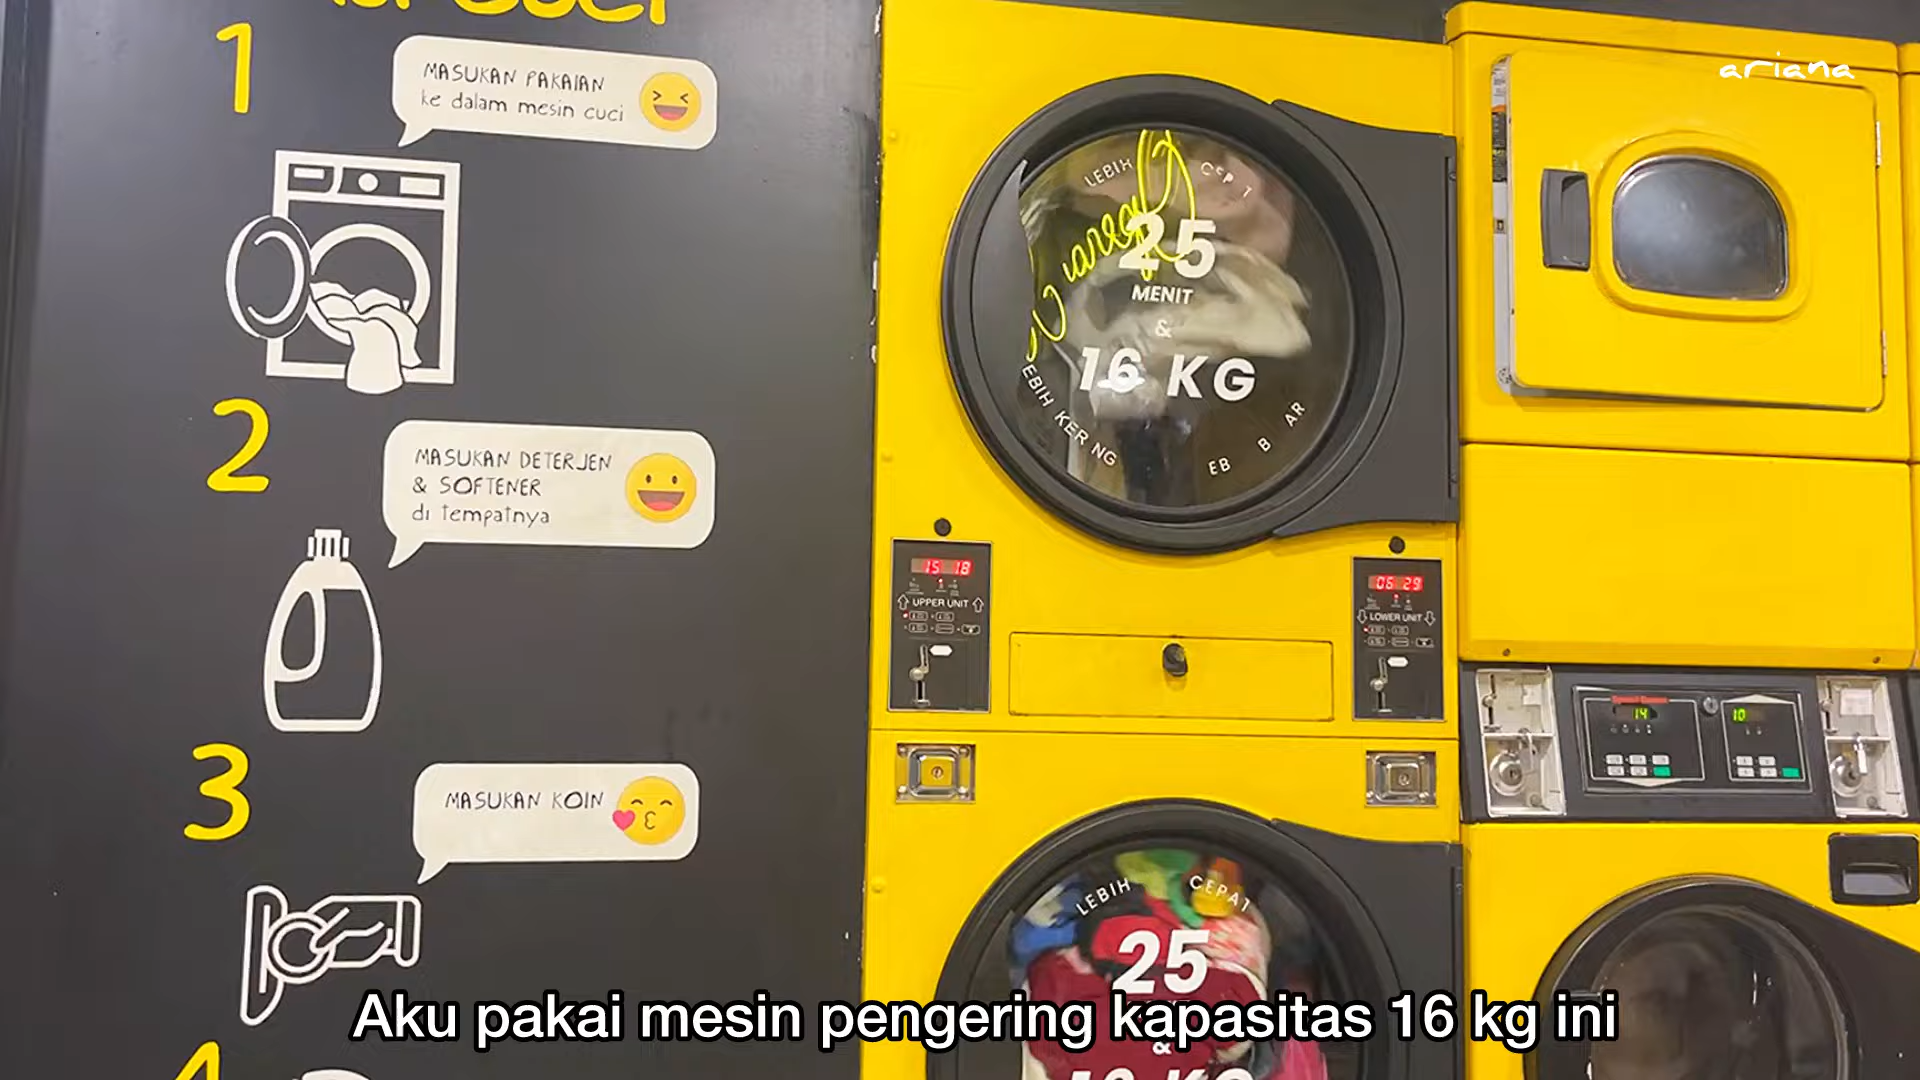 1
MASUKAN PAKAIAN
ke dalam mesin cuci
2
MASUKAN DETERJEN
& SOFTENER
di tempatnya
3
MASUKAN KOIN
4
ariana
LEBIH
25
MENIT
&
16 KG
15 18
UPPER UNIT
06 29
LOWER UNIT
14
10
LEBIH CEPAT
25
&
Aku pakai mesin pengering kapasitas 16 kg ini